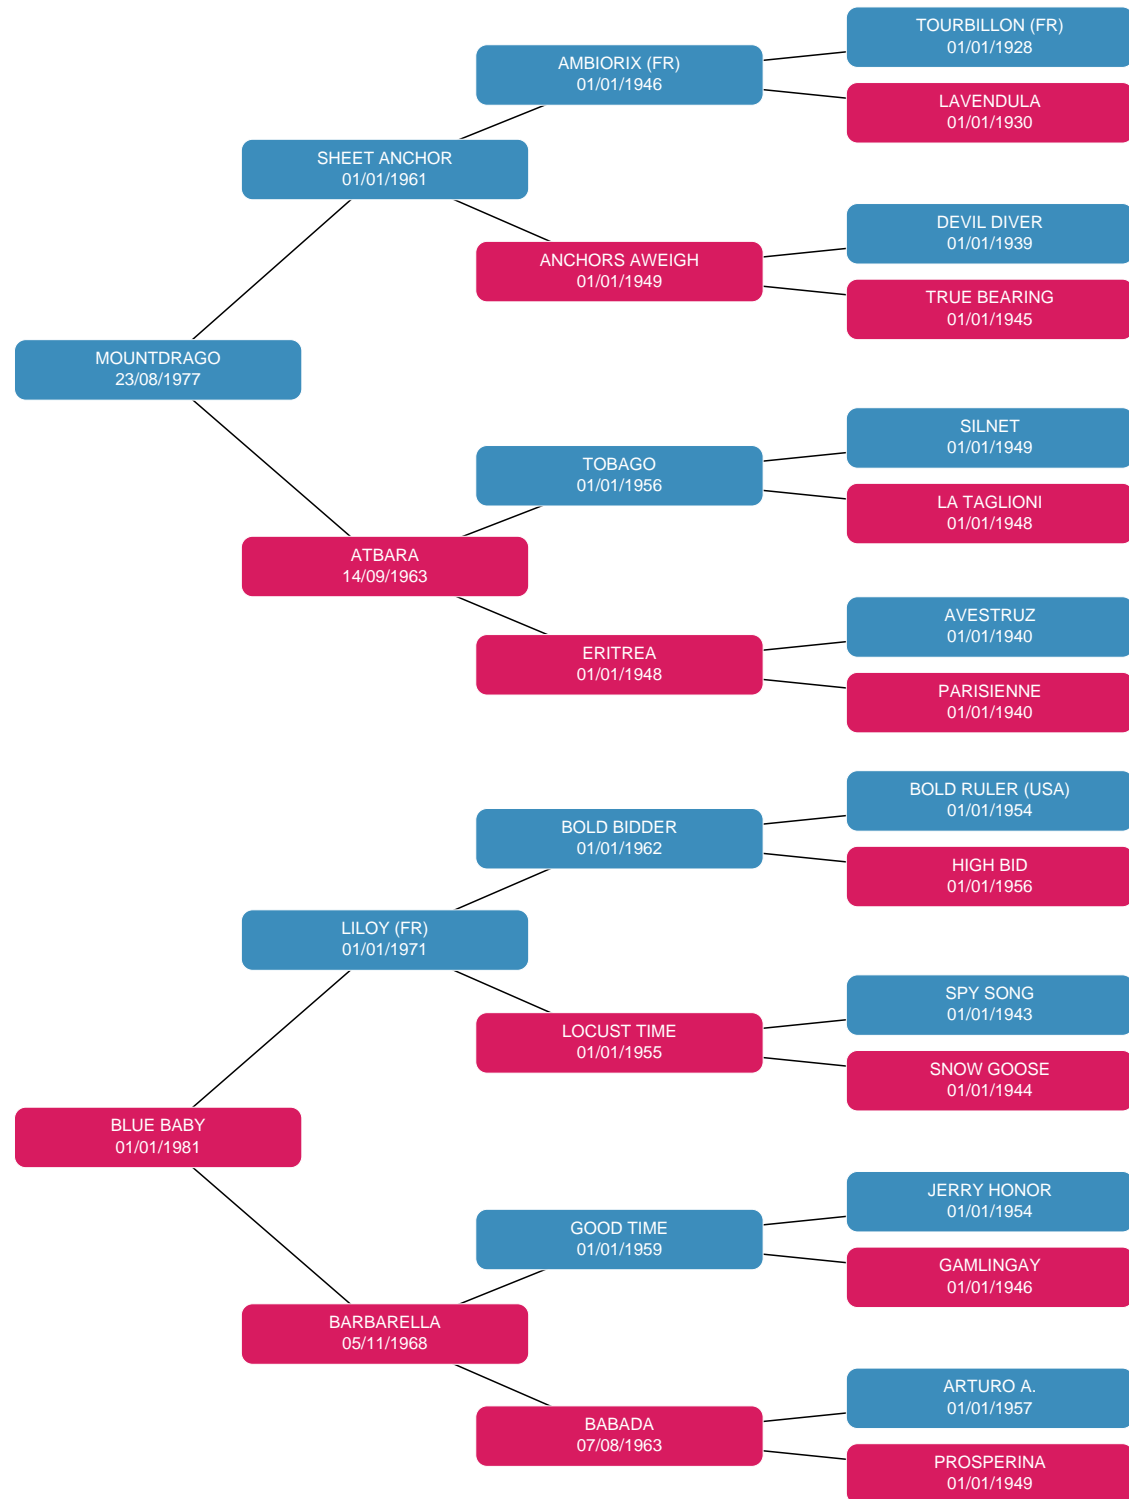 TOURBILLON (FR)
01/01/1928
AMBIORIX (FR)
01/01/1946
LAVENDULA
01/01/1930
SHEET ANCHOR
01/01/1961
DEVIL DIVER
01/01/1939
ANCHORS AWEIGH
01/01/1949
TRUE BEARING
01/01/1945
MOUNTDRAGO
23/08/1977
SILNET
01/01/1949
TOBAGO
01/01/1956
LA TAGLIONI
01/01/1948
ATBARA
14/09/1963
AVESTRUZ
01/01/1940
ERITREA
01/01/1948
PARISIENNE
01/01/1940
BOLD RULER (USA)
01/01/1954
BOLD BIDDER
01/01/1962
HIGH BID
01/01/1956
LILOY (FR)
01/01/1971
SPY SONG
01/01/1943
LOCUST TIME
01/01/1955
SNOW GOOSE
01/01/1944
BLUE BABY
01/01/1981
JERRY HONOR
01/01/1954
GOOD TIME
01/01/1959
GAMLINGAY
01/01/1946
BARBARELLA
05/11/1968
ARTURO A.
01/01/1957
BABADA
07/08/1963
PROSPERINA
01/01/1949